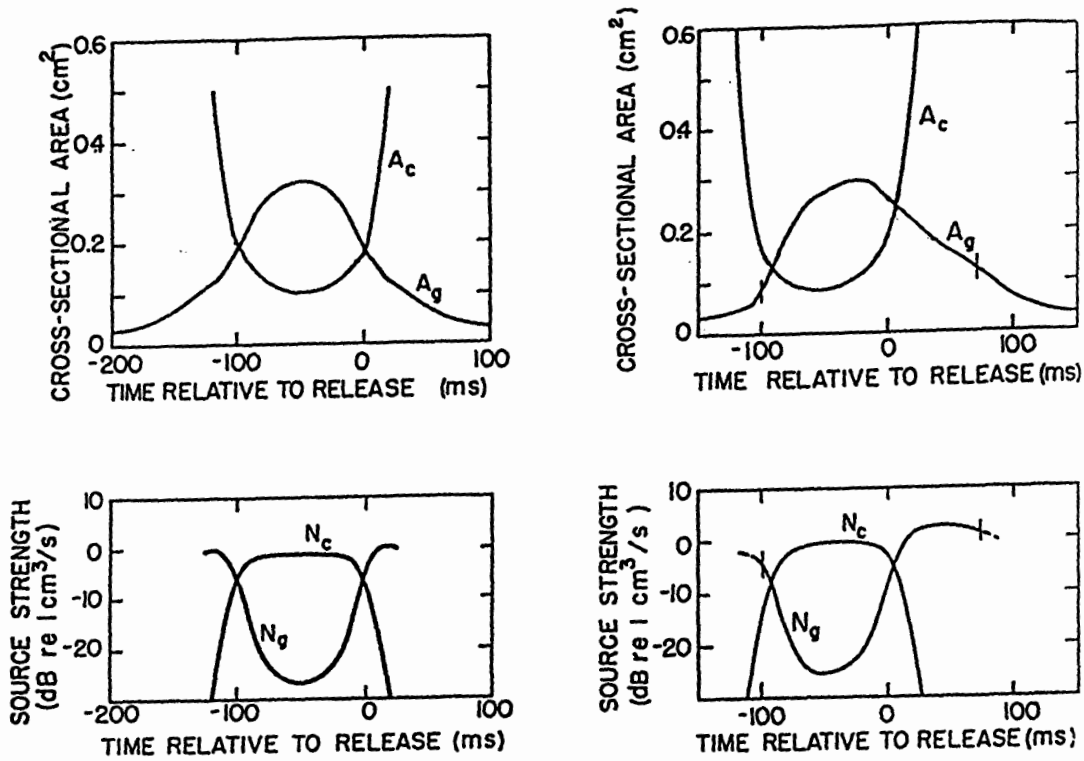 CROSS-SECTIONAL AREA (cm²)
0.6
0.4
0.2
0
A_c
A_g
-200 -100 0 100
TIME RELATIVE TO RELEASE (ms)
CROSS-SECTIONAL AREA (cm²)
0.6
0.4
0.2
0
A_c
A_g
-100 0 100
TIME RELATIVE TO RELEASE (ms)
SOURCE STRENGTH
(dB re 1 cm³/s)
10
0
-10
-20
N_c
N_g
-200 -100 0 100
TIME RELATIVE TO RELEASE (ms)
SOURCE STRENGTH
(dB re 1 cm³/s)
10
0
-10
-20
N_c
N_g
-100 0 100
TIME RELATIVE TO RELEASE (ms)